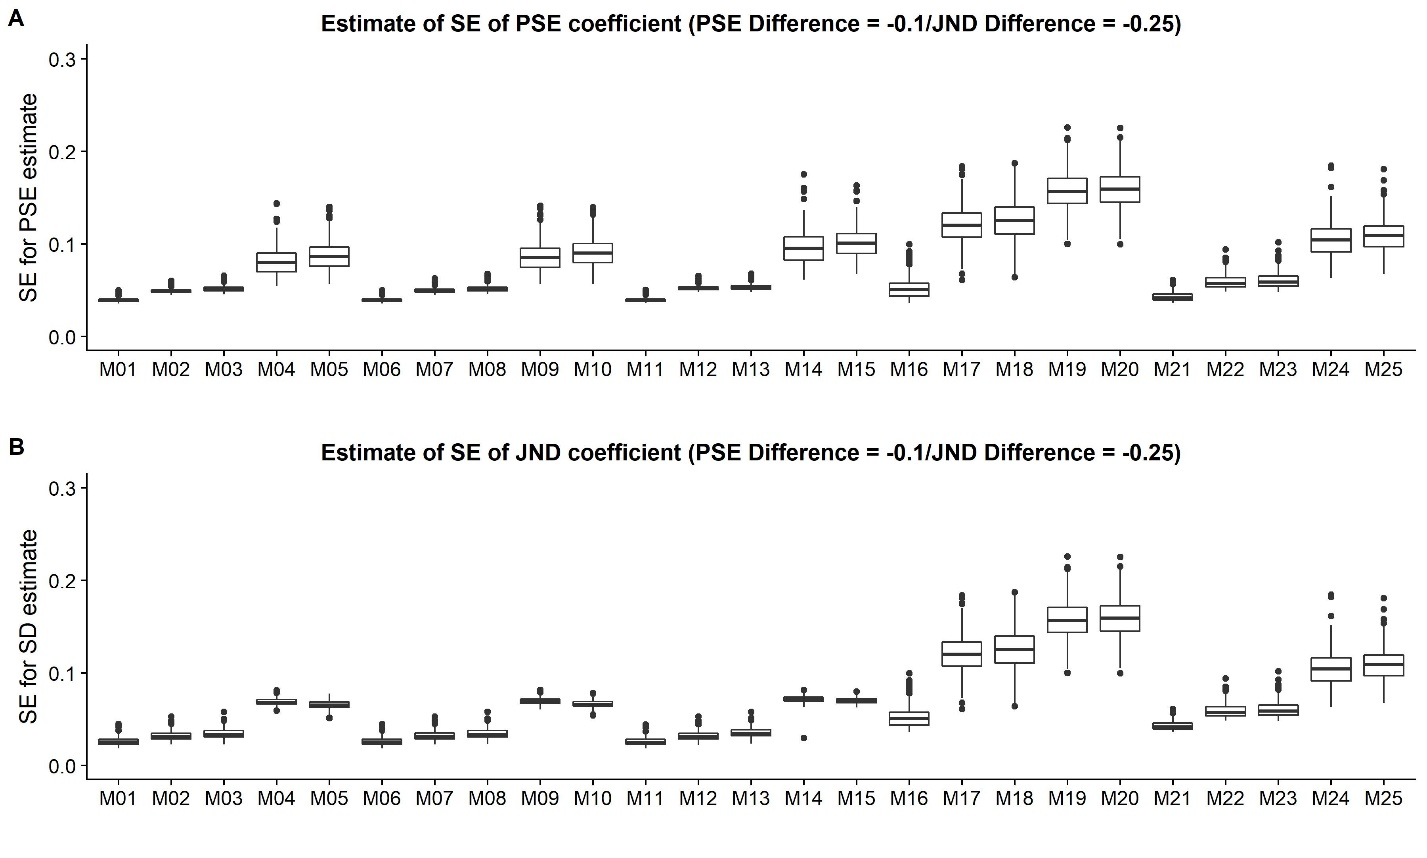 A
Estimate of SE of PSE coefficient (PSE Difference = -0.1/JND Difference = -0.25)
SE for PSE estimate
0.3
0.2
0.1
0.0
M01 M02 M03 M04 M05 M06 M07 M08 M09 M10 M11 M12 M13 M14 M15 M16 M17 M18 M19 M20 M21 M22 M23 M24 M25
B
Estimate of SE of JND coefficient (PSE Difference = -0.1/JND Difference = -0.25)
SE for SD estimate
0.3
0.2
0.1
0.0
M01 M02 M03 M04 M05 M06 M07 M08 M09 M10 M11 M12 M13 M14 M15 M16 M17 M18 M19 M20 M21 M22 M23 M24 M25